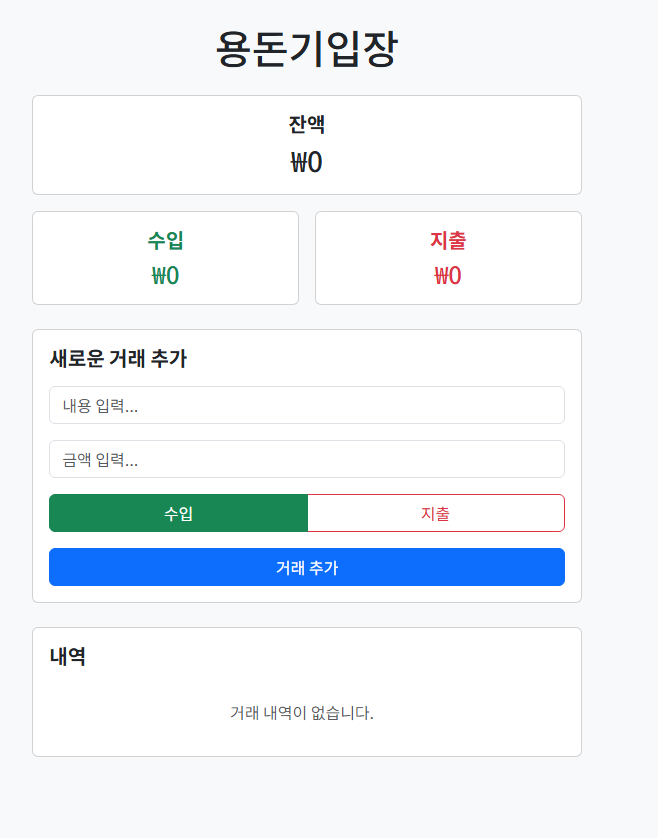 용돈기입장
잔액
₩0
수입
₩0
지출
₩0
새로운 거래 추가
내용 입력...
금액 입력...
수입
지출
거래 추가
내역
거래 내역이 없습니다.